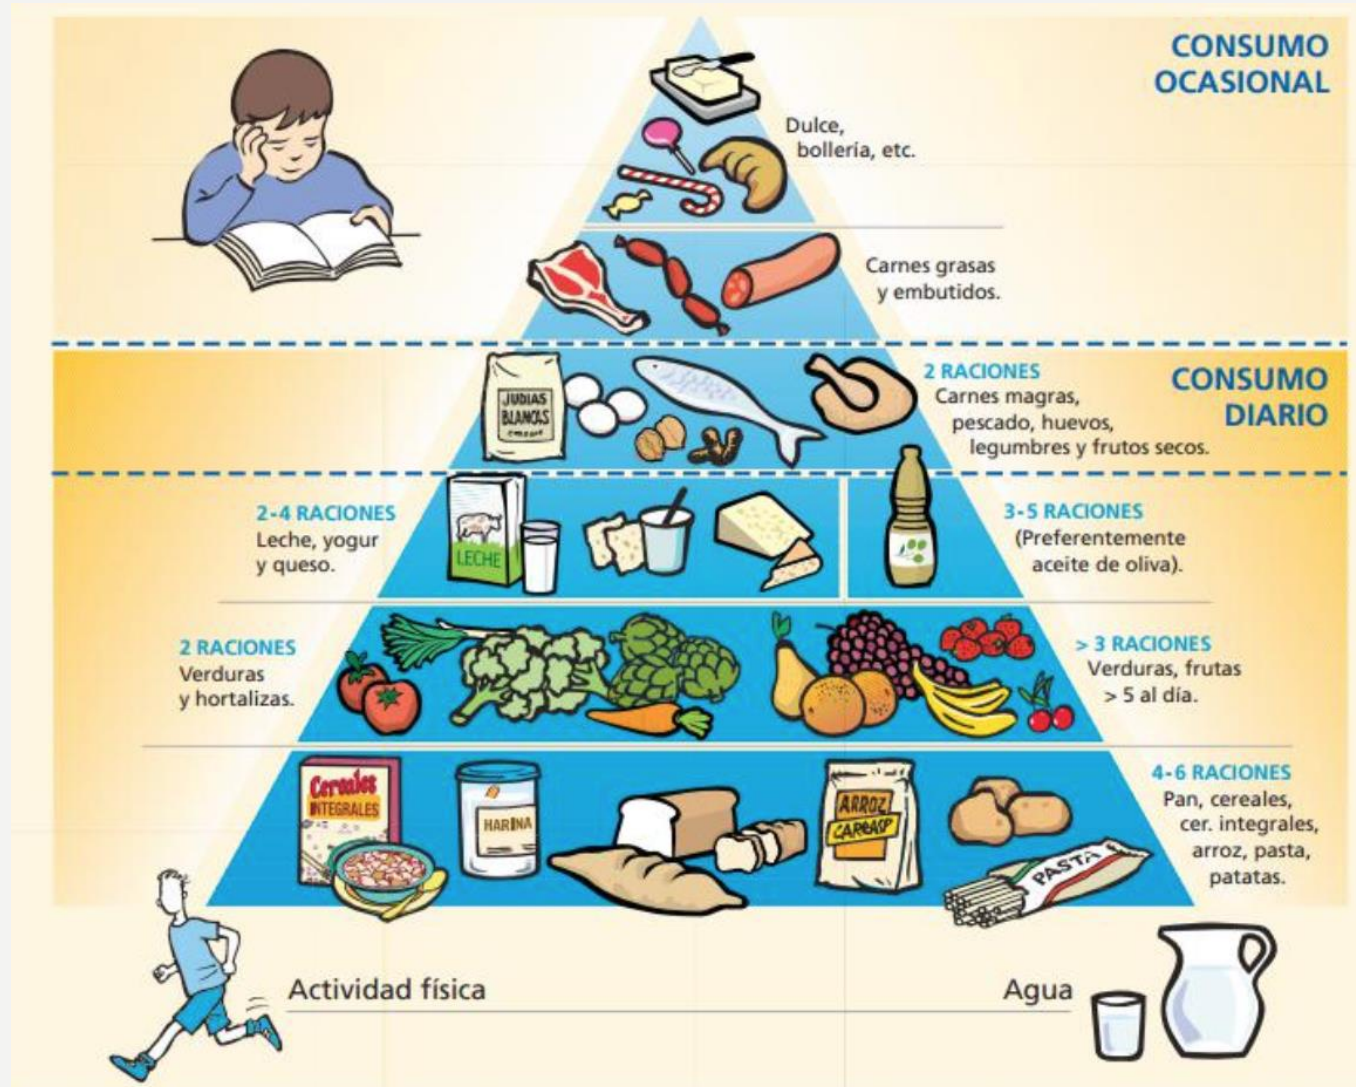 CONSUMO
OCASIONAL
Dulce,
bollería, etc.
Carnes grasas
y embutidos.
JUDIAS
BLANCAS
2 RACIONES
Carnes magras,
pescado, huevos,
legumbres y frutos secos.
CONSUMO
DIARIO
2-4 RACIONES
Leche, yogur
y queso.
LECHE
3-5 RACIONES
(Preferentemente
aceite de oliva).
2 RACIONES
Verduras
y hortalizas.
> 3 RACIONES
Verduras, frutas
> 5 al día.
Cereales
INTEGRALES
HARINA
ARROZ
PASTA
4-6 RACIONES
Pan, cereales,
cer. integrales,
arroz, pasta,
patatas.
Actividad física
Agua